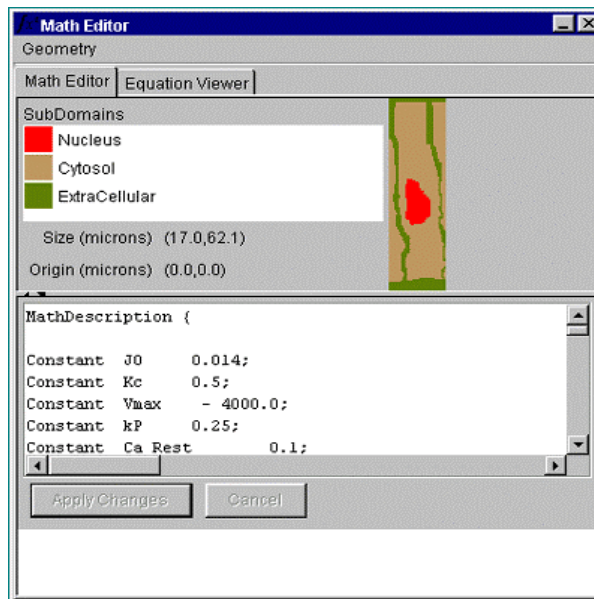 Math Editor
Geometry
Math Editor Equation Viewer
SubDomains
Nucleus
Cytosol
ExtraCellular
Size (microns) (17.0,62.1)
Origin (microns) (0.0,0.0)
MathDescription {
Constant J0 0.014;
Constant Kc 0.5;
Constant Vmax - 4000.0;
Constant kP 0.25;
Constant Ca Rest 0.1;
Apply Changes Cancel